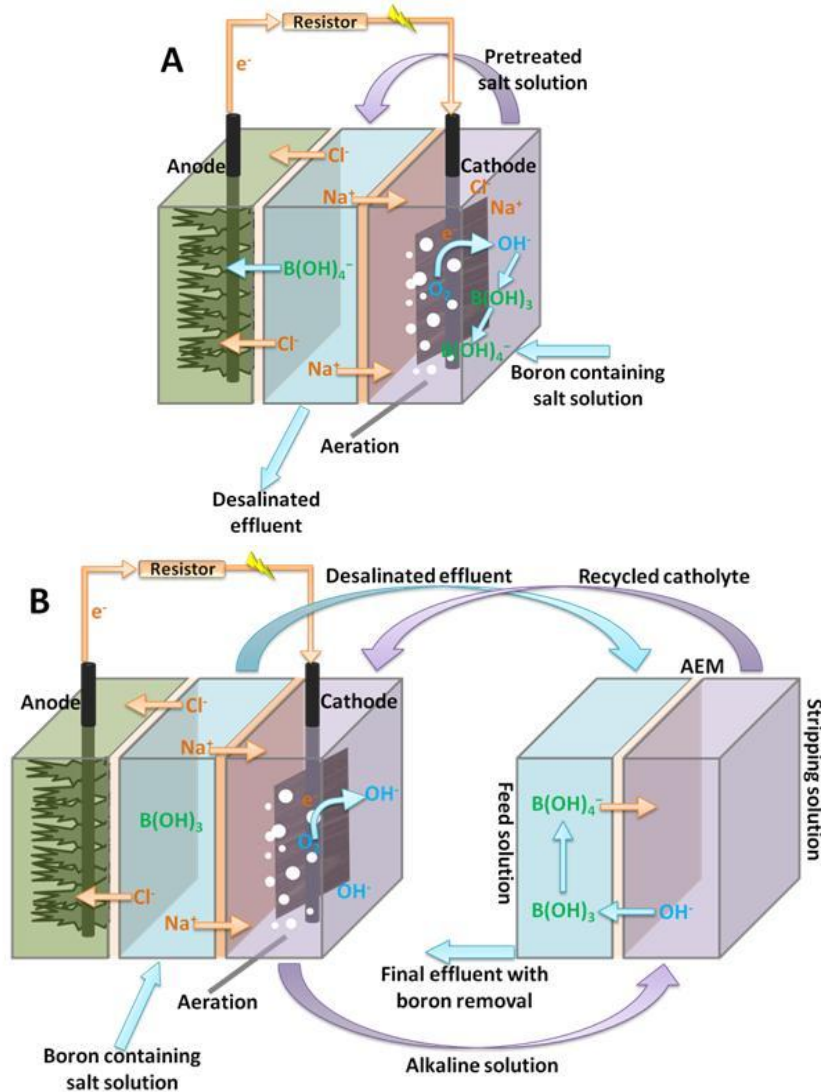 A
Resistor
e⁻
Pretreated
salt solution
Anode
Cl⁻
Cathode
Na⁺
Cl⁻
Na⁺
e⁻
OH⁻
B(OH)₄⁻
O₂
B(OH)₃
Cl⁻
B(OH)₄⁻
Na⁺
Boron containing
salt solution
Aeration
Desalinated
effluent
B
Resistor
e⁻
Desalinated effluent
Recycled catholyte
AEM
Anode
Cl⁻
Cathode
Na⁺
Feed solution
Stripping solution
e⁻
OH⁻
B(OH)₃
B(OH)₄⁻
O₂
OH⁻
Cl⁻
B(OH)₃
OH⁻
Na⁺
Aeration
Final effluent with
boron removal
Boron containing
salt solution
Alkaline solution